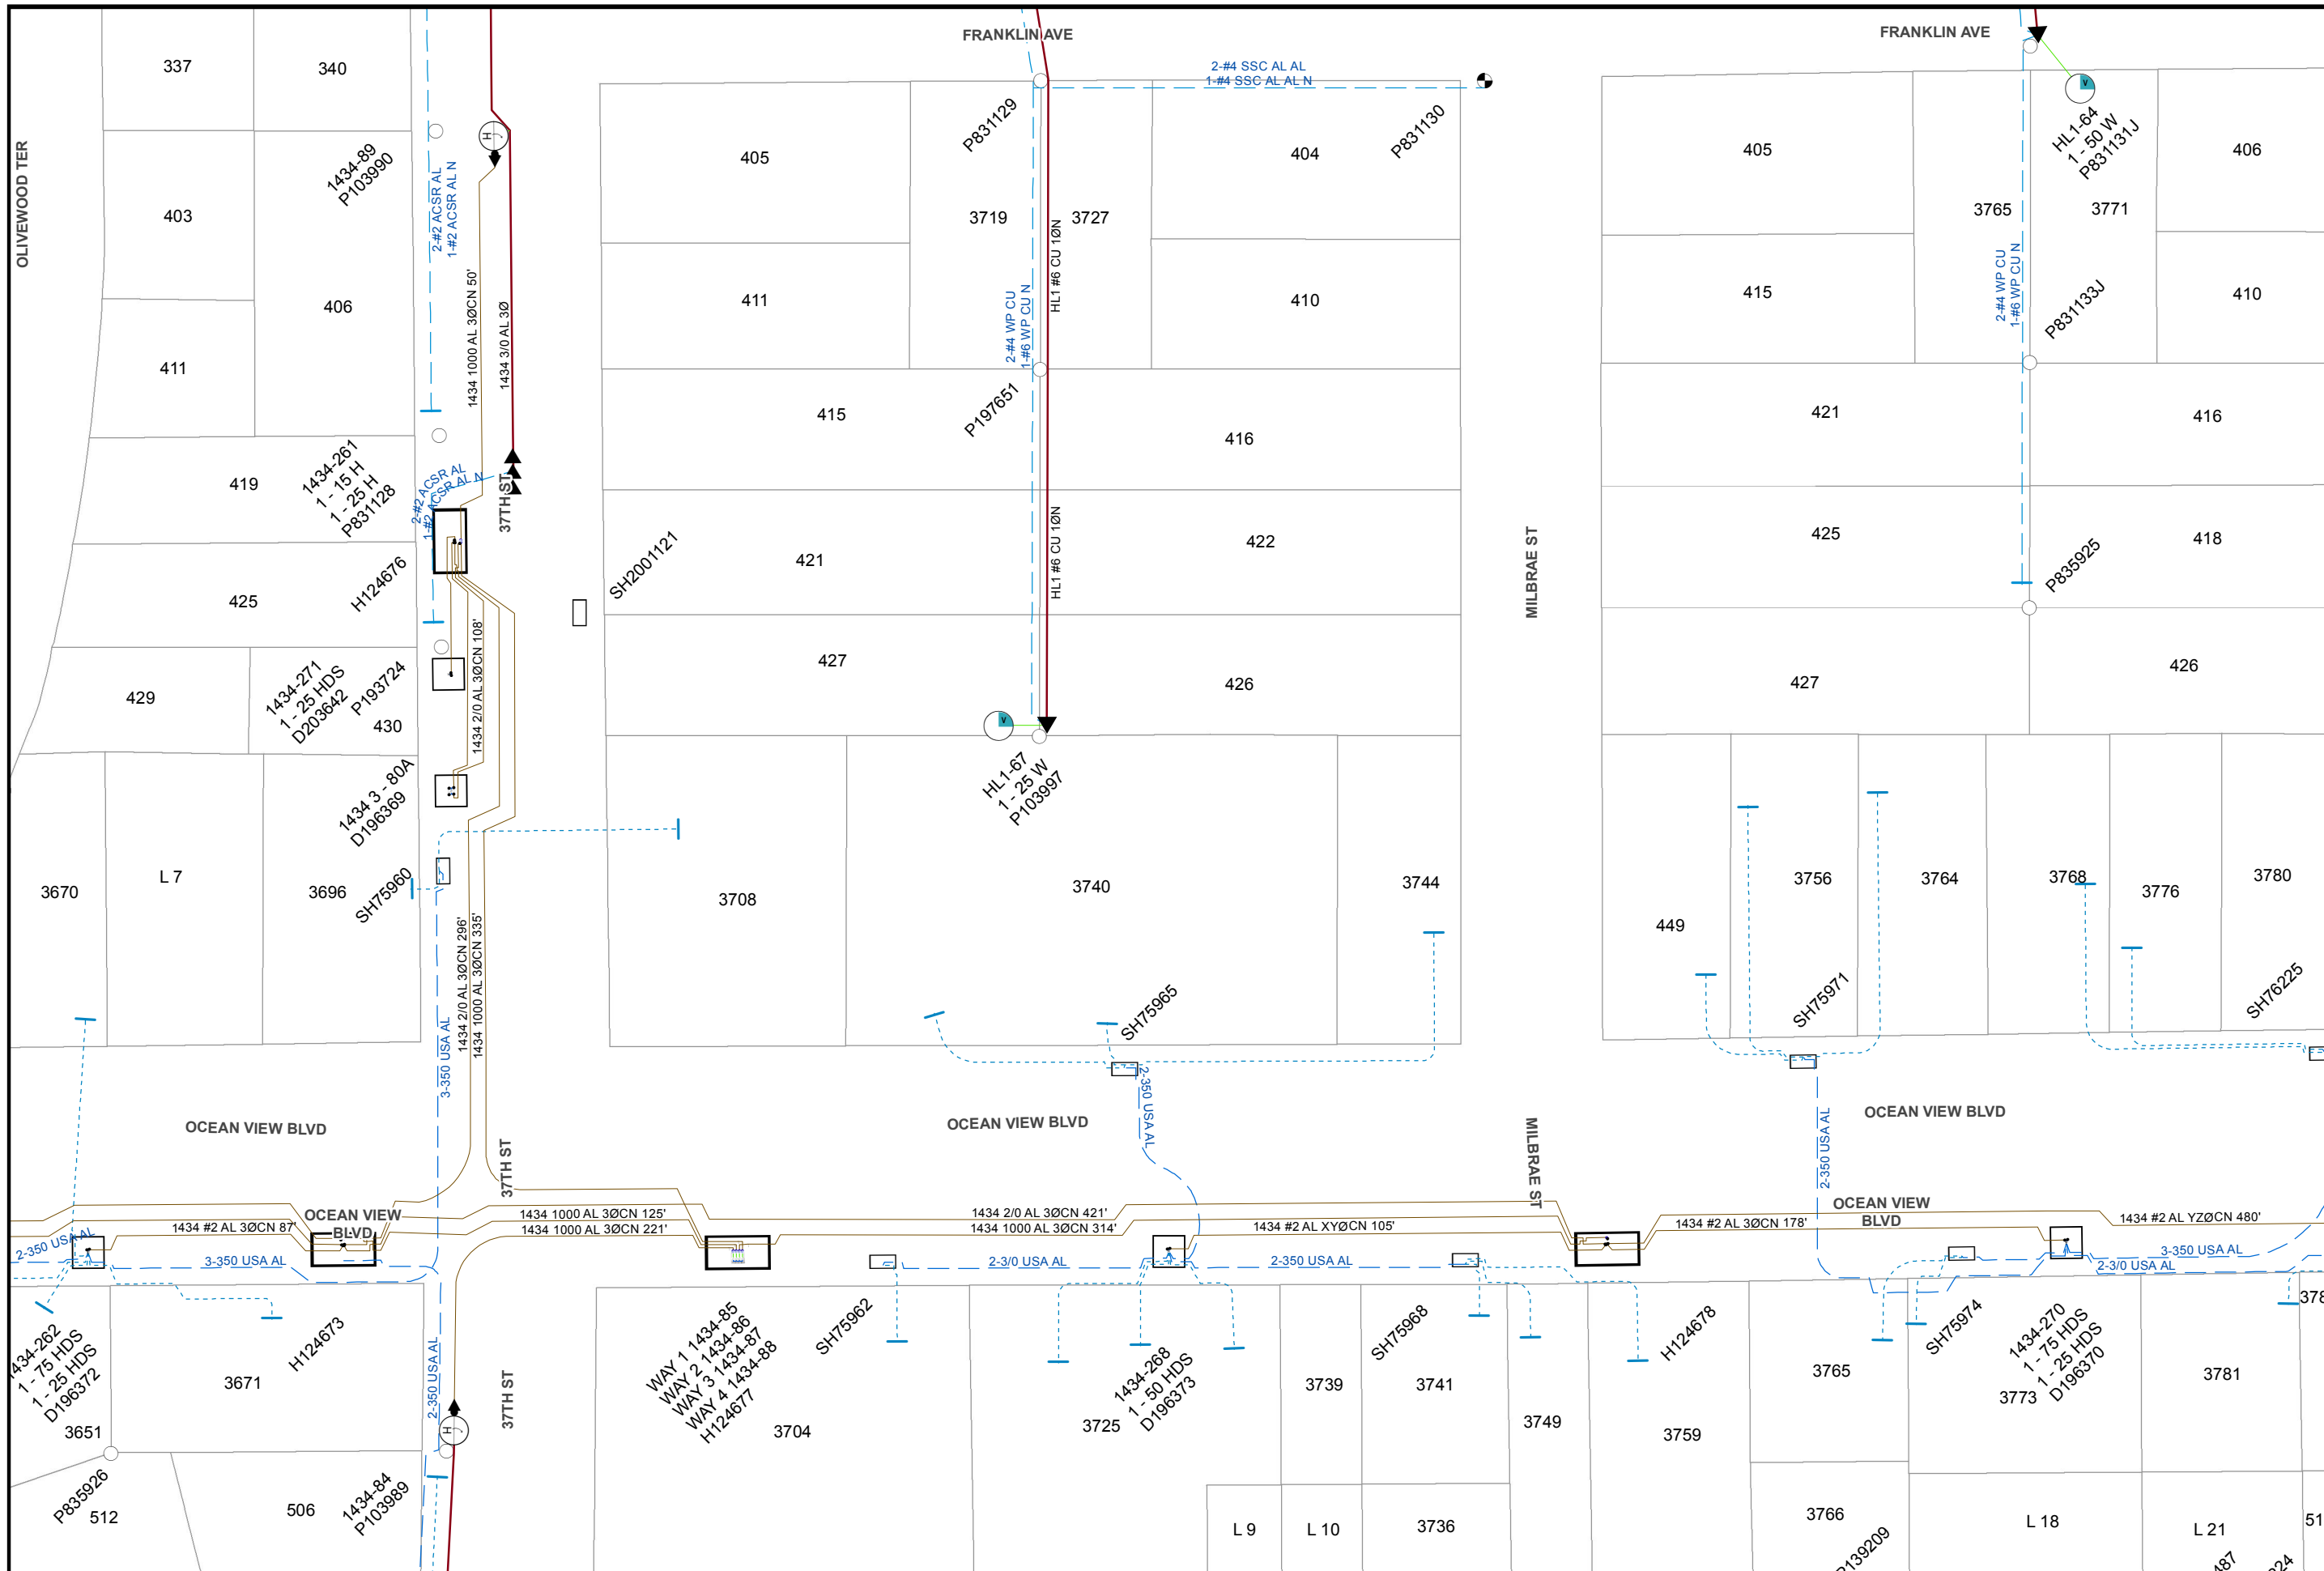 FRANKLIN AVE
FRANKLIN AVE
337
340
2-#4 SSC AL AL
1-#4 SSC AL AL N
OLIVEWOOD TER
1434-89
P103990
2-#2 ACSR AL
1-#2 ACSR AL N
P831129
P831130
HL1-64
1 - 50 W
P831131J
403
406
405
3719
3727
404
405
3765
3771
406
1434 1000 AL 3ØCN 50'
1434 3/0 AL 3Ø
HL1 #6 CU 1ØN
2-#4 WP CU
1-#6 WP CU N
411
410
415
2-#4 WP CU
1-#6 WP CU N
P831133J
410
411
415
P197651
416
421
416
419
1434-261
1 - 15 H
1 - 25 H
P831128
2-#2 ACSR AL
1-#2 ACSR AL N
37TH ST
425
H124676
SH2001121
421
HL1 #6 CU 1ØN
422
MILBRAE ST
425
P835925
418
429
1434-271
1 - 25 HDS
D203642
P193724
430
1434 2/0 AL 3ØCN 108'
427
426
427
426
HL1-67
1 - 25 W
P103997
1434 3 - 80A
D196369
3670
L 7
3696
SH75960
1434 2/0 AL 3ØCN 296'
1434 1000 AL 3ØCN 335'
3-350 USA AL
3708
3740
3744
SH75965
449
3756
3764
3768
3776
3780
SH75971
SH76225
OCEAN VIEW BLVD
OCEAN VIEW BLVD
OCEAN VIEW BLVD
2-350 USA AL
2-350 USA AL
37TH ST
MILBRAE ST
OCEAN VIEW
BLVD
1434 #2 AL 3ØCN 87'
1434 1000 AL 3ØCN 125'
1434 1000 AL 3ØCN 221'
1434 2/0 AL 3ØCN 421'
1434 1000 AL 3ØCN 314'
1434 #2 AL XYØCN 105'
1434 #2 AL 3ØCN 178'
OCEAN VIEW
BLVD
1434 #2 AL YZØCN 480'
2-350 USA AL
3-350 USA AL
2-3/0 USA AL
2-350 USA AL
3-350 USA AL
2-3/0 USA AL
1434-262
1 - 75 HDS
1 - 25 HDS
D196372
3651
3671
H124673
2-350 USA AL
37TH ST
WAY 1 1434-85
WAY 2 1434-86
WAY 3 1434-87
WAY 4 1434-88
H124677
3704
SH75962
1434-268
1 - 50 HDS
D196373
3725
3739
SH75968
3741
3749
H124678
3759
3765
SH75974
1434-270
1 - 75 HDS
1 - 25 HDS
D196370
3773
3781
P835926
512
506
1434-84
P103989
L 9
L 10
3736
3766
L 18
L 21